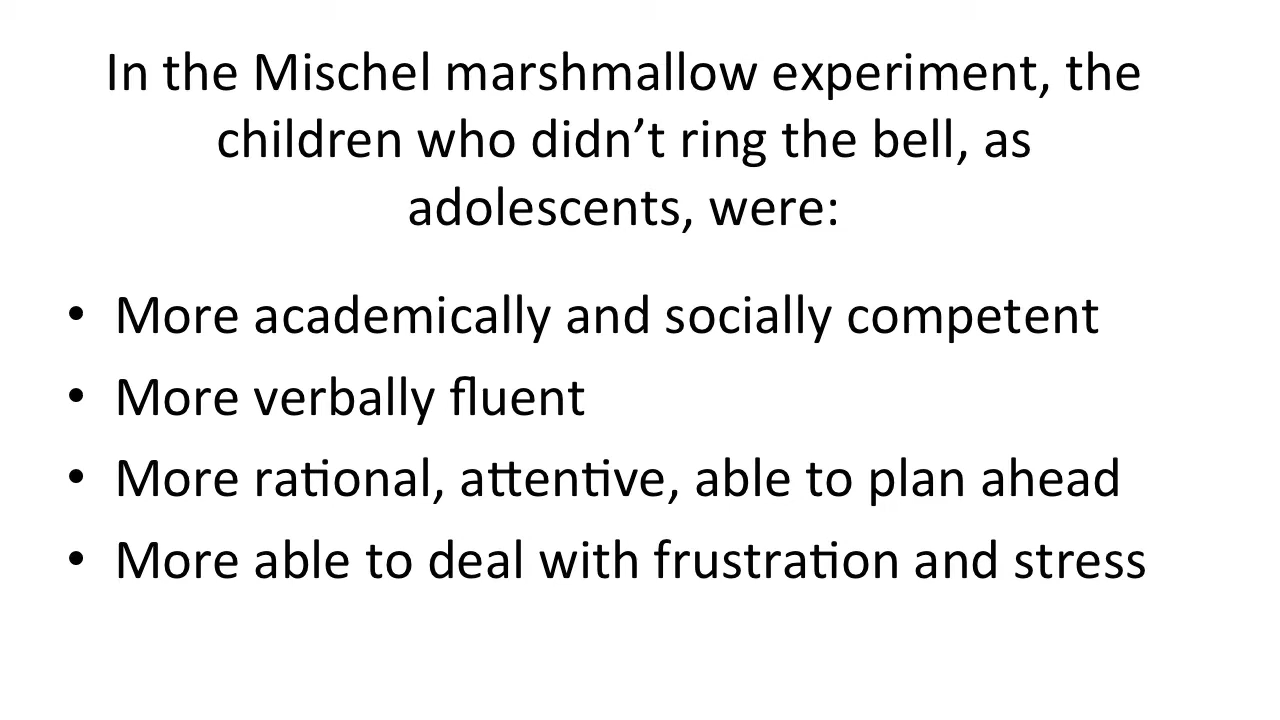 In the Mischel marshmallow experiment, the
children who didn’t ring the bell, as
adolescents, were:
• More academically and socially competent
• More verbally fluent
• More rational, attentive, able to plan ahead
• More able to deal with frustration and stress